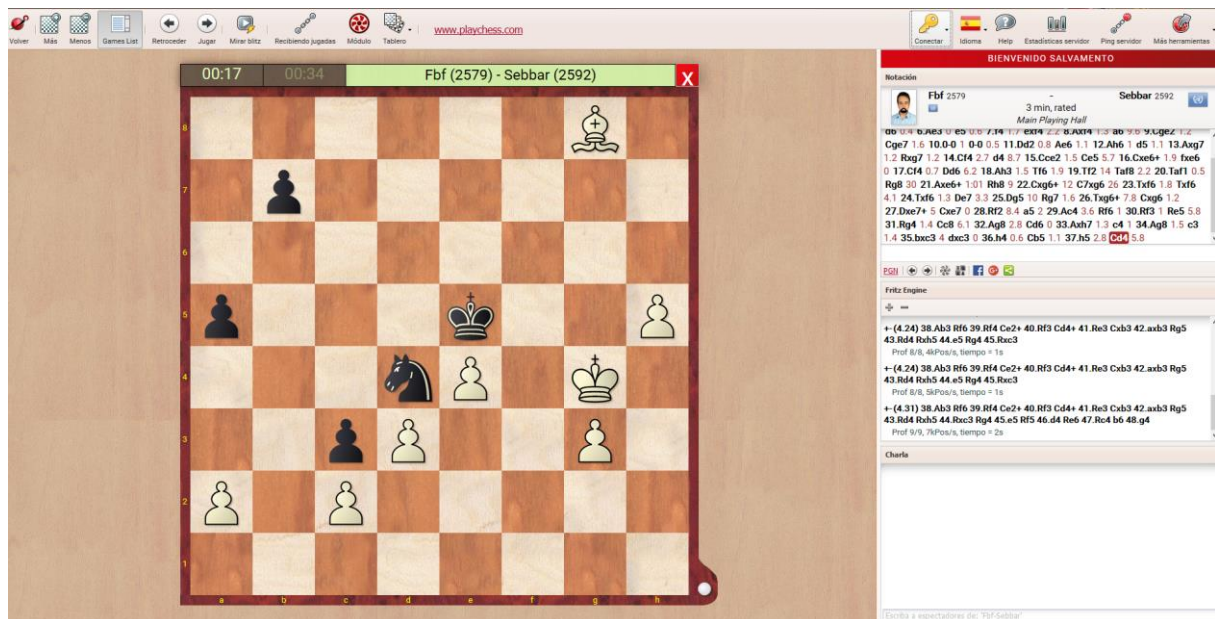 Volver Más Menos Games List Retroceder Jugar Mirar blitz Recibiendo jugadas Módulo Tablero www.playchess.com Conectar Idioma Help Estadísticas servidor Ping servidor Más herramientas
00:17 00:34 Fbf (2579) - Sebbar (2592) X
8
7
6
5
4
3
2
1
a b c d e f g h
BIENVENIDO SALVAMENTO
Notación
Fbf 2579 - Sebbar 2592
3 min, rated
Main Playing Hall
d6 0.4 6.Ae3 0 e5 0.6 7.f4 1.7 exf4 2.2 8.Axf4 1.3 a6 9.6 9.Cge2 1.2
Cge7 1.6 10.0-0 1 0-0 0.5 11.Dd2 0.8 Ae6 1.1 12.Ah6 1 d5 1.1 13.Axg7
1.2 Rxg7 1.2 14.Cf4 2.7 d4 8.7 15.Cce2 1.5 Ce5 5.7 16.Cxe6+ 1.9 fxe6
0 17.Cf4 0.7 Dd6 6.2 18.Ah3 1.5 Tf6 1.9 19.Tf2 14 Taf8 2.2 20.Taf1 0.5
Rg8 30 21.Axe6+ 1:01 Rh8 9 22.Cxg6+ 12 C7xg6 26 23.Txf6 1.8 Txf6
4.1 24.Txf6 1.3 De7 3.3 25.Dg5 10 Rg7 1.6 26.Txg6+ 7.8 Cxg6 1.2
27.Dxe7+ 5 Cxe7 0 28.Rf2 8.4 a5 2 29.Ac4 3.6 Rf6 1 30.Rf3 1 Re5 5.8
31.Rg4 1.4 Cc8 6.1 32.Ag8 2.8 Cd6 0 33.Axh7 1.3 c4 1 34.Ag8 1.5 c3
1.4 35.bxc3 4 dxc3 0 36.h4 0.6 Cb5 1.1 37.h5 2.8 Cd4 5.8
PGN
Fritz Engine
+-(4.24) 38.Ab3 Rf6 39.Rf4 Ce2+ 40.Rf3 Cd4+ 41.Re3 Cxb3 42.axb3 Rg5
43.Rd4 Rxh5 44.e5 Rg4 45.Rxc3
Prof 8/8, 4kPos/s, tiempo = 1s
+-(4.24) 38.Ab3 Rf6 39.Rf4 Ce2+ 40.Rf3 Cd4+ 41.Re3 Cxb3 42.axb3 Rg5
43.Rd4 Rxh5 44.e5 Rg4 45.Rxc3
Prof 8/8, 5kPos/s, tiempo = 1s
+-(4.31) 38.Ab3 Rf6 39.Rf4 Ce2+ 40.Rf3 Cd4+ 41.Re3 Cxb3 42.axb3 Rg5
43.Rd4 Rxh5 44.Rxc3 Rg4 45.e5 Rf5 46.d4 Re6 47.Rc4 b6 48.g4
Prof 9/9, 7kPos/s, tiempo = 2s
Charla
Escriba a espectadores de: 'Fbf-Sebbar'